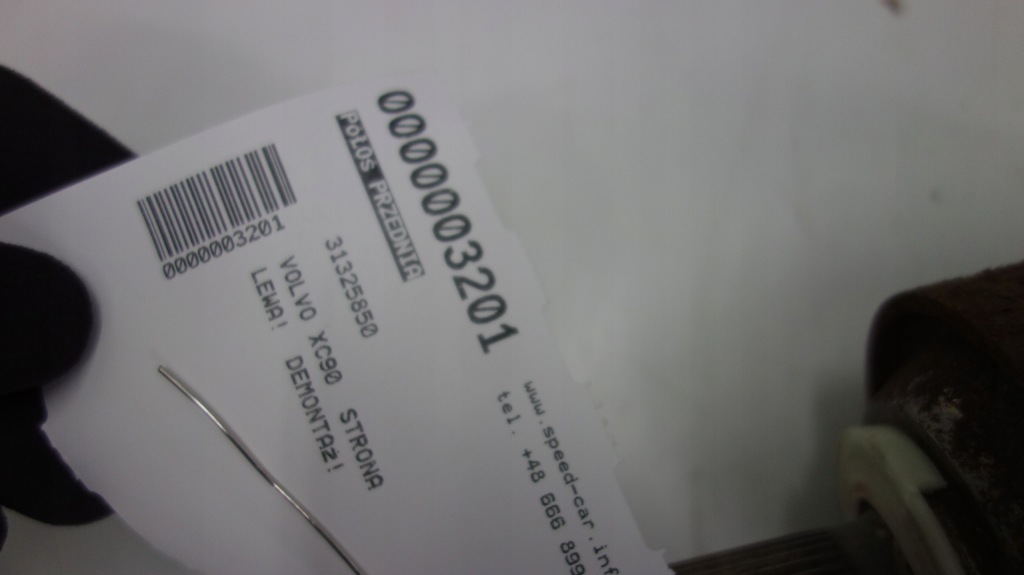 0000003201
POLOS PRZEDNIA
31325850
VOLVO XC90 STRONA
LEWA! DEMONTAŻ!
0000003201
www.speed-car.inf
tel. +48 666 899